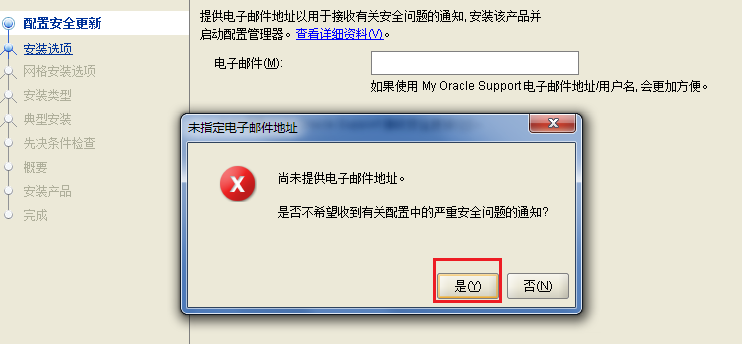 配置安全更新
安装选项
网格安装选项
安装类型
典型安装
先决条件检查
概要
安装产品
完成
提供电子邮件地址以用于接收有关安全问题的通知, 安装该产品并
启动配置管理器。查看详细资料(V)。
电子邮件(M):
如果使用 My Oracle Support 电子邮件地址/用户名, 会更加方便。
未指定电子邮件地址
尚未提供电子邮件地址。
是否不希望收到有关配置中的严重安全问题的通知?
是(Y)
否(N)